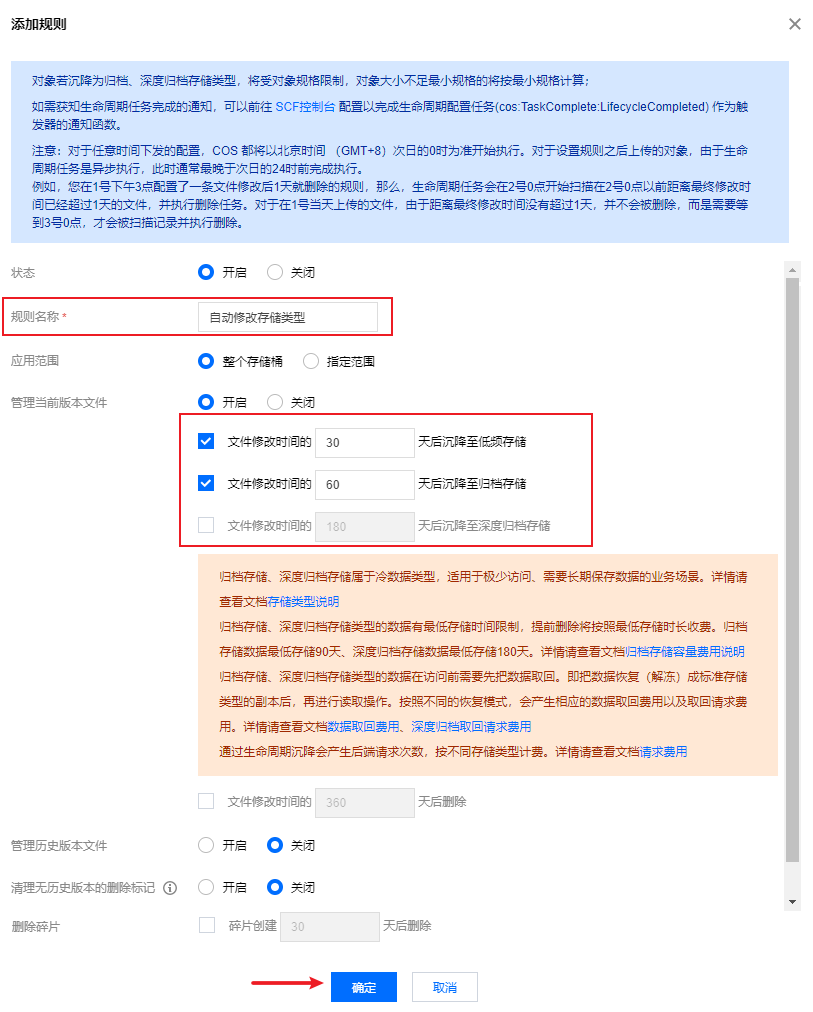 添加规则
对象若沉降为归档、深度归档存储类型，将受对象规格限制，对象大小不足最小规格的将按最小规格计算；
如需获知生命周期任务完成的通知，可以前往 SCF控制台 配置以完成生命周期配置任务(cos:TaskComplete:LifecycleCompleted) 作为触
发器的通知函数。
注意：对于任意时间下发的配置，COS 都将以北京时间 （GMT+8）次日的0时为准开始执行。对于设置规则之后上传的对象，由于生命
周期任务是异步执行，此时通常最晚于次日的24时前完成执行。
例如，您在1号下午3点配置了一条文件修改后1天就删除的规则，那么，生命周期任务会在2号0点开始扫描在2号0点以前距离最终修改时
间已经超过1天的文件，并执行删除任务。对于在1号当天上传的文件，由于距离最终修改时间没有超过1天，并不会被删除，而是需要等
到3号0点，才会被扫描记录并执行删除。
状态 开启 关闭
规则名称 * 自动修改存储类型
应用范围 整个存储桶 指定范围
管理当前版本文件 开启 关闭
文件修改时间的 30 天后沉降至低频存储
文件修改时间的 60 天后沉降至归档存储
文件修改时间的 180 天后沉降至深度归档存储
归档存储、深度归档存储属于冷数据类型，适用于极少访问、需要长期保存数据的业务场景。详情请
查看文档存储类型说明
归档存储、深度归档存储类型的数据有最低存储时间限制，提前删除将按照最低存储时长收费。归档
存储数据最低存储90天、深度归档存储数据最低存储180天。详情请查看文档归档存储容量费用说明
归档存储、深度归档存储类型的数据在访问前需要先把数据取回。即把数据恢复（解冻）成标准存储
类型的副本后，再进行读取操作。按照不同的恢复模式，会产生相应的数据取回费用以及取回请求费
用。详情请查看文档数据取回费用、深度归档取回请求费用
通过生命周期沉降会产生后端请求次数，按不同存储类型计费。详情请查看文档请求费用
文件修改时间的 360 天后删除
管理历史版本文件 开启 关闭
清理无历史版本的删除标记 开启 关闭
删除碎片 碎片创建 30 天后删除
确定 取消